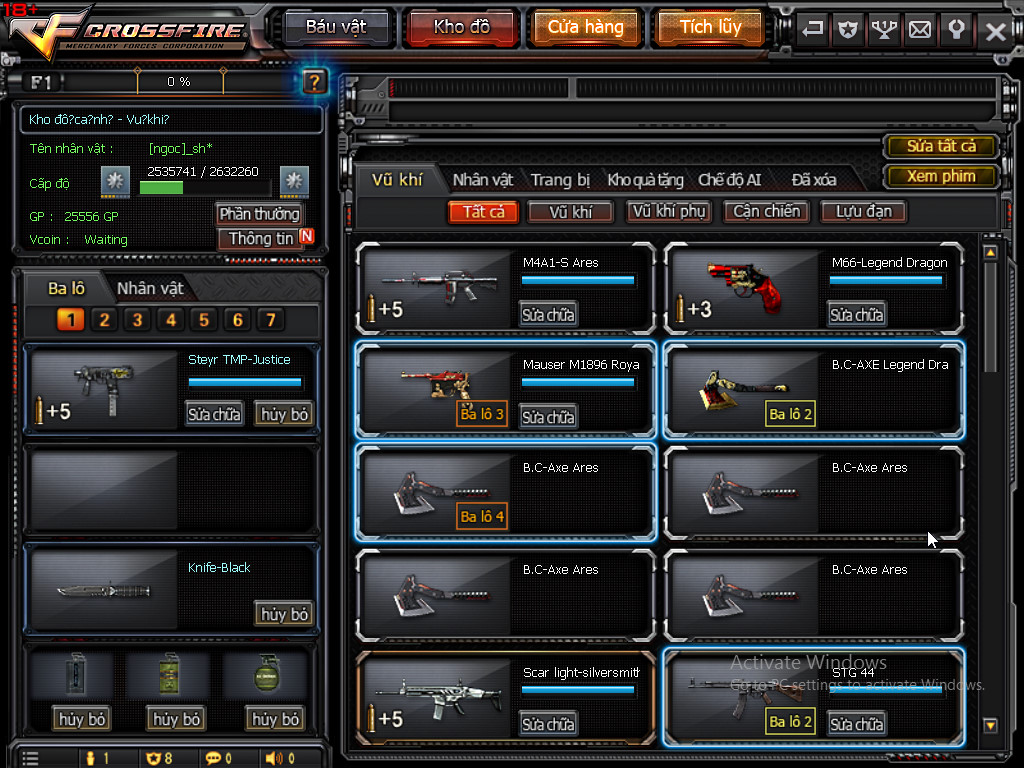 18+
CROSSFIRE
MERCENARY FORCES CORPORATION
Báu vật
Kho đồ
Cửa hàng
Tích lũy
F1
0 %
?
Kho đô?ca?nh? - Vu?khi?
Tên nhân vật : [ngoc]_sh*
Cấp độ
2535741 / 2632260
GP : 25556 GP
Phần thưởng
Vcoin : Waiting
Thông tin N
Sửa tất cả
Xem phim
Vũ khí
Nhân vật
Trang bị
Kho quà tặng
Chế độ AI
Đã xóa
Tất cả
Vũ khí
Vũ khí phụ
Cận chiến
Lựu đạn
Ba lô
Nhân vật
1 2 3 4 5 6 7
Steyr TMP-Justice
+5
Sửa chữa
hủy bỏ
Knife-Black
hủy bỏ
hủy bỏ
hủy bỏ
hủy bỏ
1
8
0
0
M4A1-S Ares
+5
Sửa chữa
M66-Legend Dragon
+3
Sửa chữa
Mauser M1896 Roya
Ba lô 3
Sửa chữa
B.C-AXE Legend Dra
Ba lô 2
B.C-Axe Ares
Ba lô 4
B.C-Axe Ares
B.C-Axe Ares
B.C-Axe Ares
Scar light-silversmith
+5
Sửa chữa
STG 44
Ba lô 2
Sửa chữa
Activate Windows
Go to PC settings to activate Windows.